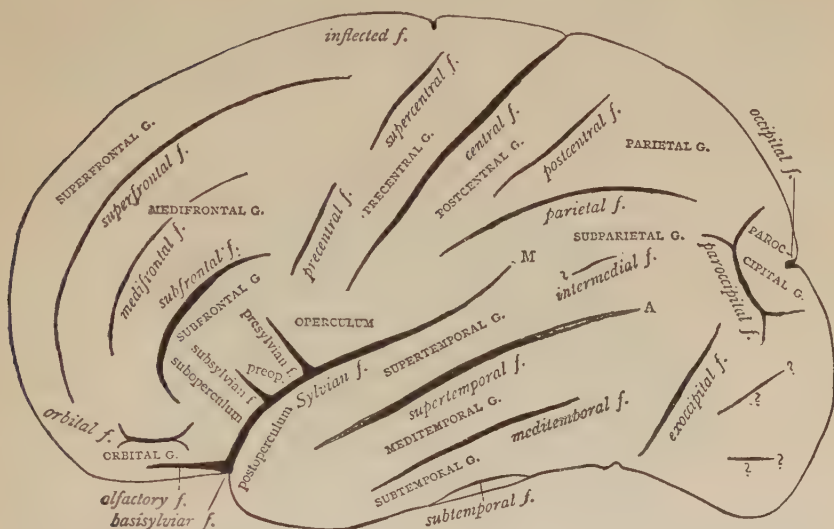 inflected f.
occipital f.
supercentral f.
SUPERFRONTAL G.
superfrontal f.
central f.
PRECENTRAL G.
POSTCENTRAL G.
postcentral f.
PARIETAL G.
MEDIFRONTAL G.
precentral f.
parietal f.
medifrontal f.
subfrontal f.
SUBFRONTAL G
SUBPARIETAL G.
PAROC-
CIPITAL G.
paroccipital f.
M
?
intermedial f.
presylvian f.
OPERCULUM
A
SUPERTEMPORAL G.
subsylvian f.
preop.
suboperculum
Sylvian f.
supertemporal f.
exoccipital f.
?
?
orbital f.
postoperculum
MEDITEMPORAL G.
meditemporal f.
ORBITAL G.
SUBTEMPORAL G.
?
?
olfactory f.
basisylvian f.
subtemporal f.